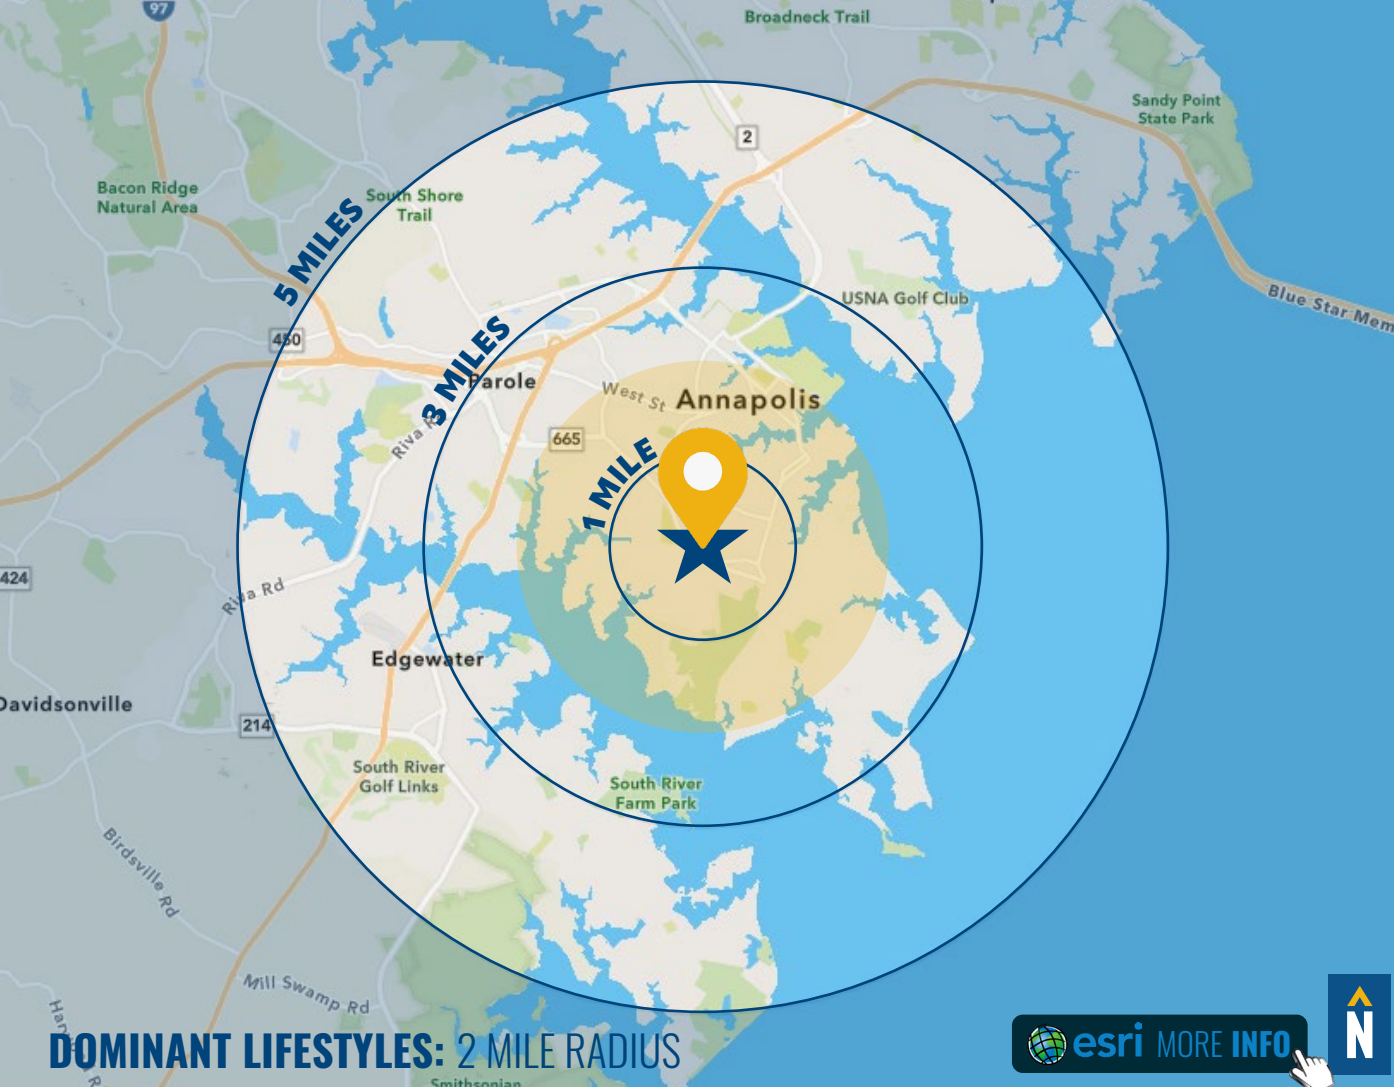 97
Broadneck Trail
Sandy Point
State Park
2
Bacon Ridge
Natural Area
South Shore
Trail
5 MILES
USNA Golf Club
Blue Star Mem
450
3 MILES
Parole
West St
Annapolis
Riva R
665
1 MILE
424
Riva Rd
Edgewater
Davidsonville
214
South River
Golf Links
South River
Farm Park
Birdsville Rd
Mill Swamp Rd
DOMINANT LIFESTYLES: 2 MILE RADIUS
esri MORE INFO
N
Smithsonian